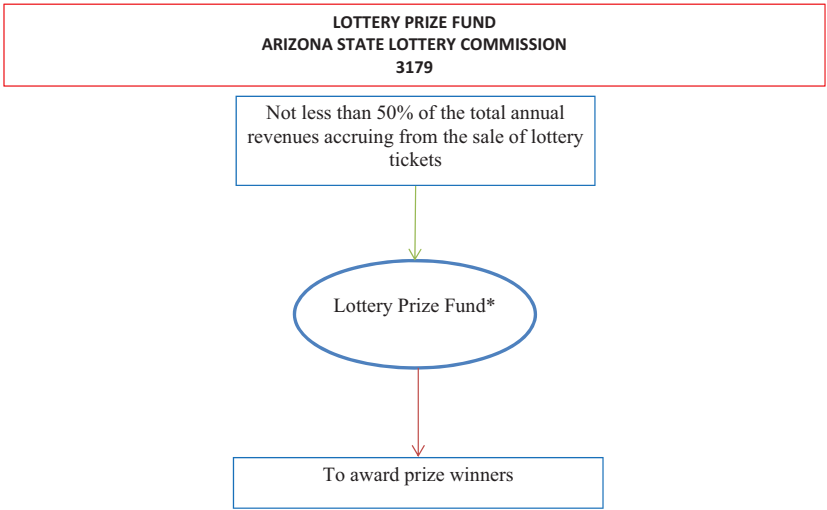 LOTTERY PRIZE FUND
ARIZONA STATE LOTTERY COMMISSION
3179
Not less than 50% of the total annual
revenues accruing from the sale of lottery
tickets
Lottery Prize Fund*
To award prize winners